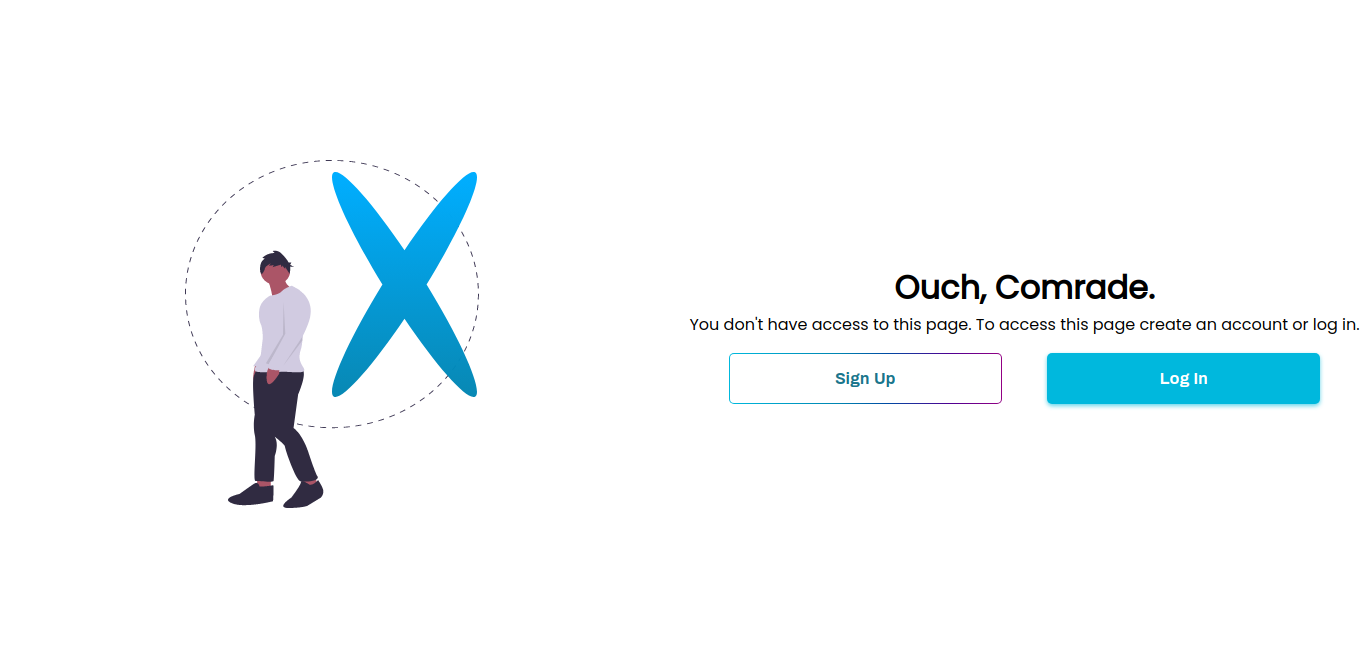 Ouch, Comrade.
You don't have access to this page. To access this page create an account or log in.
Sign Up
Log In